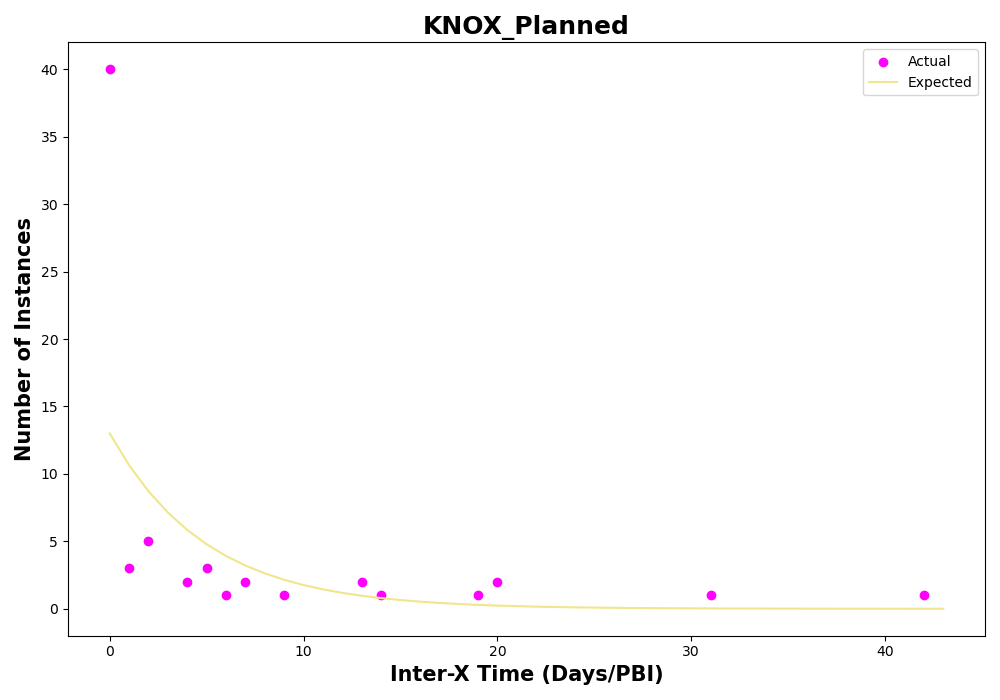 KNOX_Planned
Actual
Expected
40
35
30
25
20
15
10
5
0
Number of Instances
0 10 20 30 40
Inter-X Time (Days/PBI)